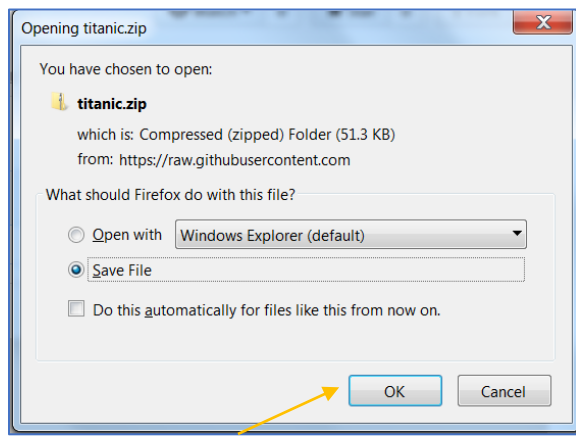 Opening titanic.zip
You have chosen to open:
titanic.zip
which is: Compressed (zipped) Folder (51.3 KB)
from: https://raw.githubusercontent.com
What should Firefox do with this file?
Open with Windows Explorer (default)
Save File
Do this automatically for files like this from now on.
OK Cancel